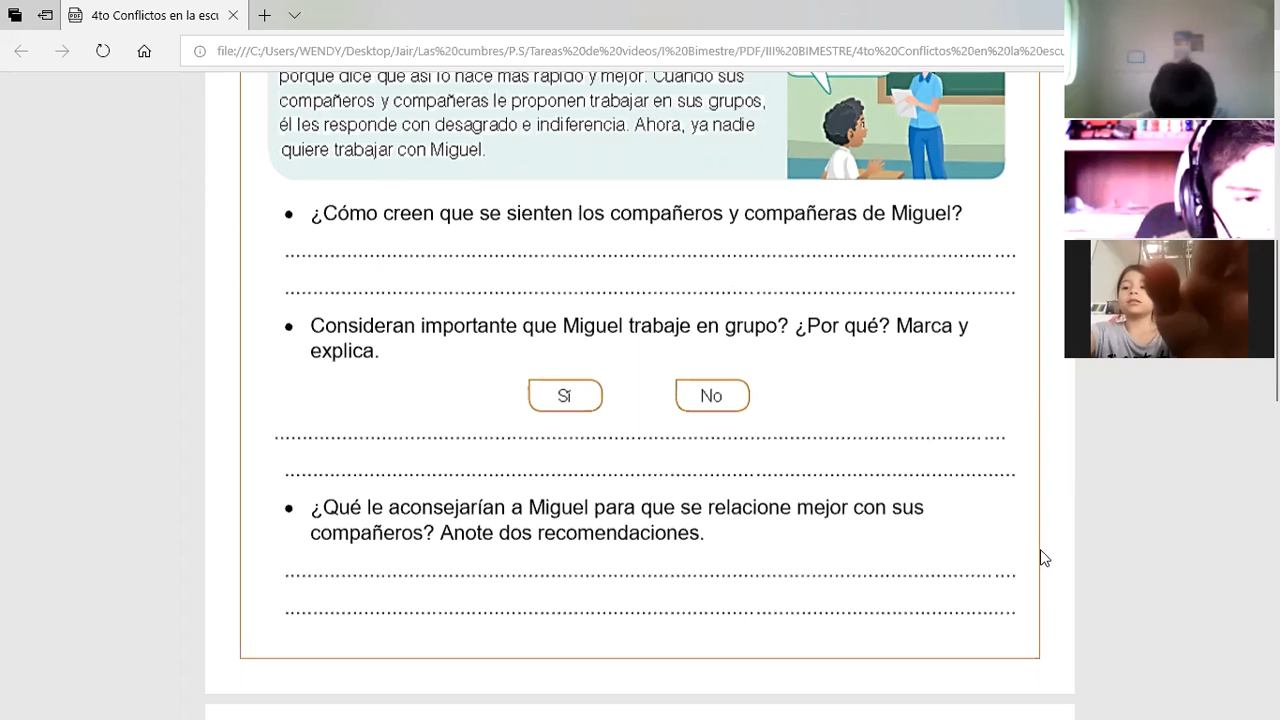 4to Conflictos en la escu
file:///C:/Users/WENDY/Desktop/Jair/Las%20cumbres/P.S/Tareas%20de%20videos/I%20Bimestre/PDF/III%20BIMESTRE/4to%20Conflictos%20en%20la%20escu
porque dice que así lo hace más rápido y mejor. Cuando sus
compañeros y compañeras le proponen trabajar en sus grupos,
él les responde con desagrado e indiferencia. Ahora, ya nadie
quiere trabajar con Miguel.
• ¿Cómo creen que se sienten los compañeros y compañeras de Miguel?
• Consideran importante que Miguel trabaje en grupo? ¿Por qué? Marca y
explica.
Sí No
• ¿Qué le aconsejarían a Miguel para que se relacione mejor con sus
compañeros? Anote dos recomendaciones.